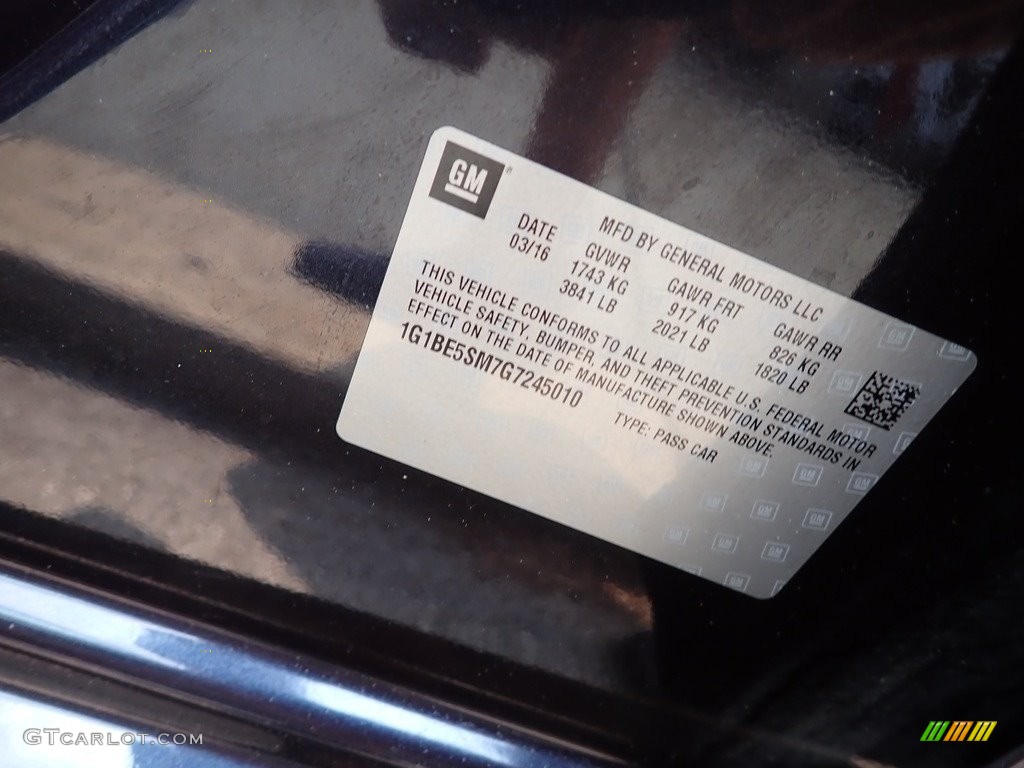 GM®
MFD BY GENERAL MOTORS LLC
DATE GVWR GAWR FRT GAWR RR
03/16 1743 KG 917 KG 826 KG
3841 LB 2021 LB 1820 LB
THIS VEHICLE CONFORMS TO ALL APPLICABLE U.S. FEDERAL MOTOR
VEHICLE SAFETY, BUMPER, AND THEFT PREVENTION STANDARDS IN
EFFECT ON THE DATE OF MANUFACTURE SHOWN ABOVE.
1G1BE5SM7G7245010 TYPE: PASS CAR
GTCARLOT.COM